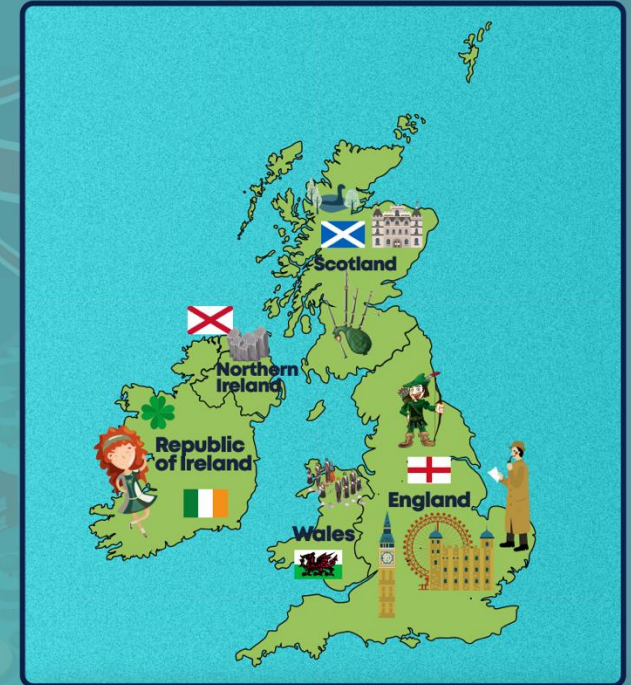 Scotland
Northern
Ireland
Republic
of Ireland
England
Wales